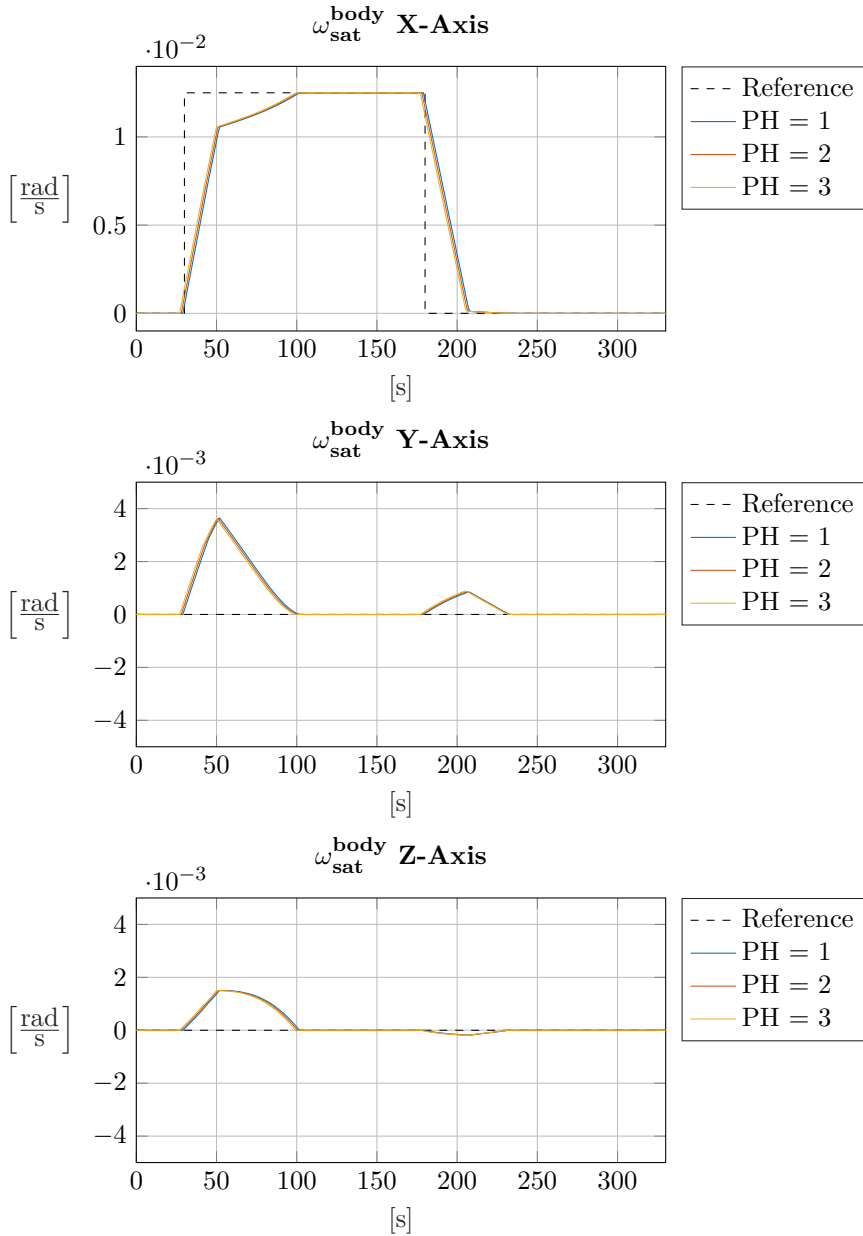 ω_sat^body X-Axis
·10^−2
1
0.5
0
[rad/s]
0 50 100 150 200 250 300
[s]
Reference
PH = 1
PH = 2
PH = 3
ω_sat^body Y-Axis
·10^−3
4
2
0
−2
−4
[rad/s]
0 50 100 150 200 250 300
[s]
Reference
PH = 1
PH = 2
PH = 3
ω_sat^body Z-Axis
·10^−3
4
2
0
−2
−4
[rad/s]
0 50 100 150 200 250 300
[s]
Reference
PH = 1
PH = 2
PH = 3